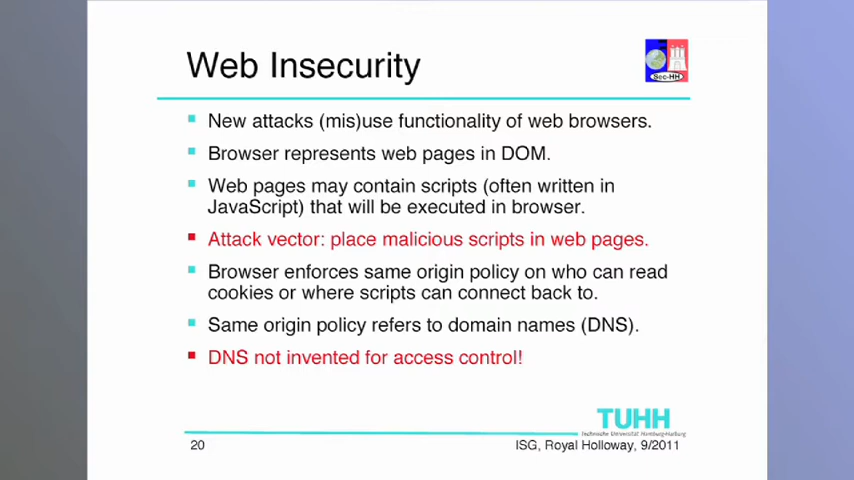 Web Insecurity
Sec-HH
New attacks (mis)use functionality of web browsers.
Browser represents web pages in DOM.
Web pages may contain scripts (often written in
JavaScript) that will be executed in browser.
Attack vector: place malicious scripts in web pages.
Browser enforces same origin policy on who can read
cookies or where scripts can connect back to.
Same origin policy refers to domain names (DNS).
DNS not invented for access control!
TUHH
Technische Universität Hamburg-Harburg
20
ISG, Royal Holloway, 9/2011